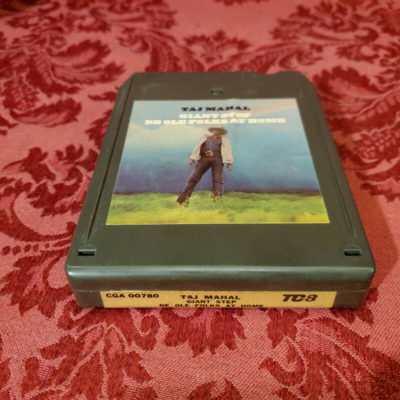 TAJ MAHAL
GIANT STEP
DE OLD FOLKS AT HOME
CGA 00780 TAJ MAHAL TC8
GIANT STEP
DE OLE FOLKS AT HOME